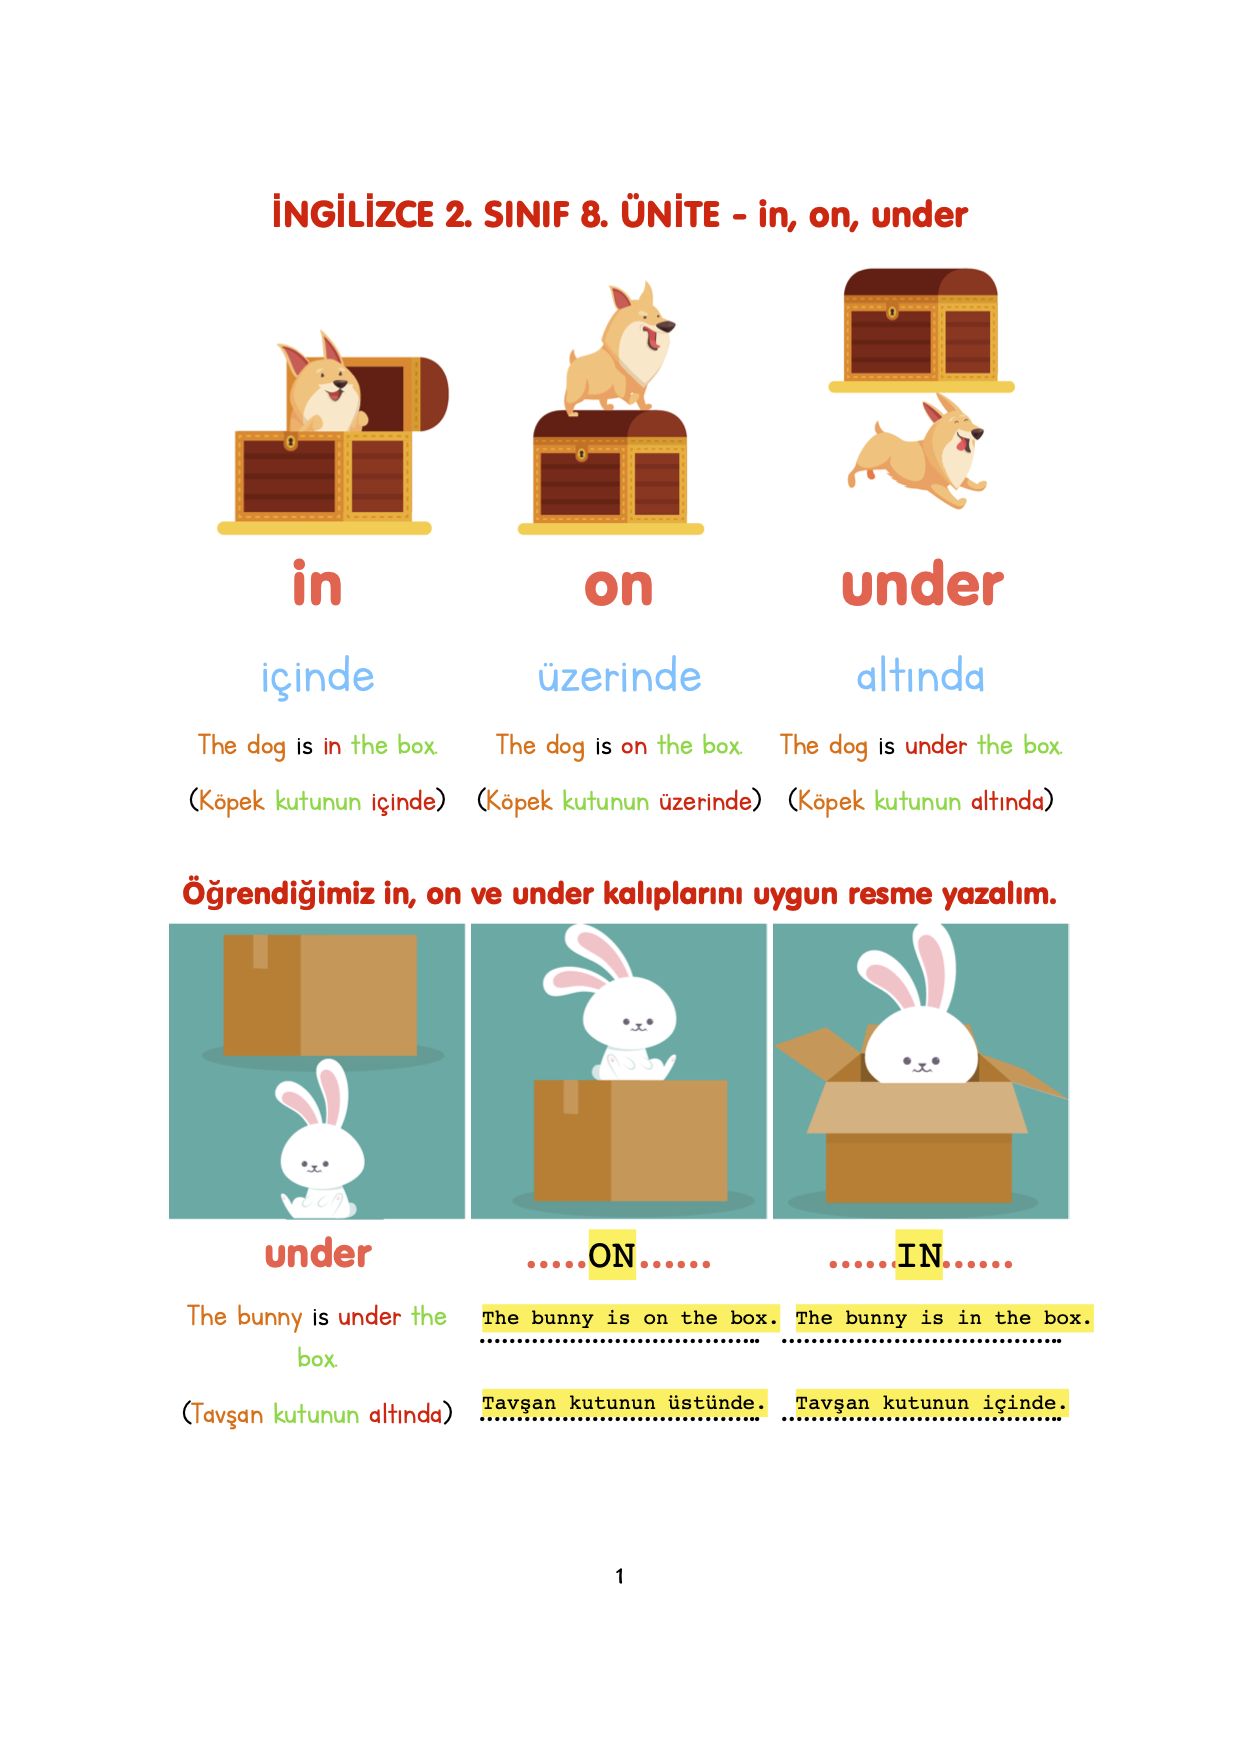 İNGİLİZCE 2. SINIF 8. ÜNİTE - in, on, under
in on under
içinde üzerinde altında
The dog is in the box. The dog is on the box. The dog is under the box.
(Köpek kutunun içinde) (Köpek kutunun üzerinde) (Köpek kutunun altında)
Öğrendiğimiz in, on ve under kalıplarını uygun resme yazalım.
under .....ON...... ......IN......
The bunny is under the
box.
The bunny is on the box. The bunny is in the box.
(Tavşan kutunun altında) Tavşan kutunun üstünde. Tavşan kutunun içinde.
1